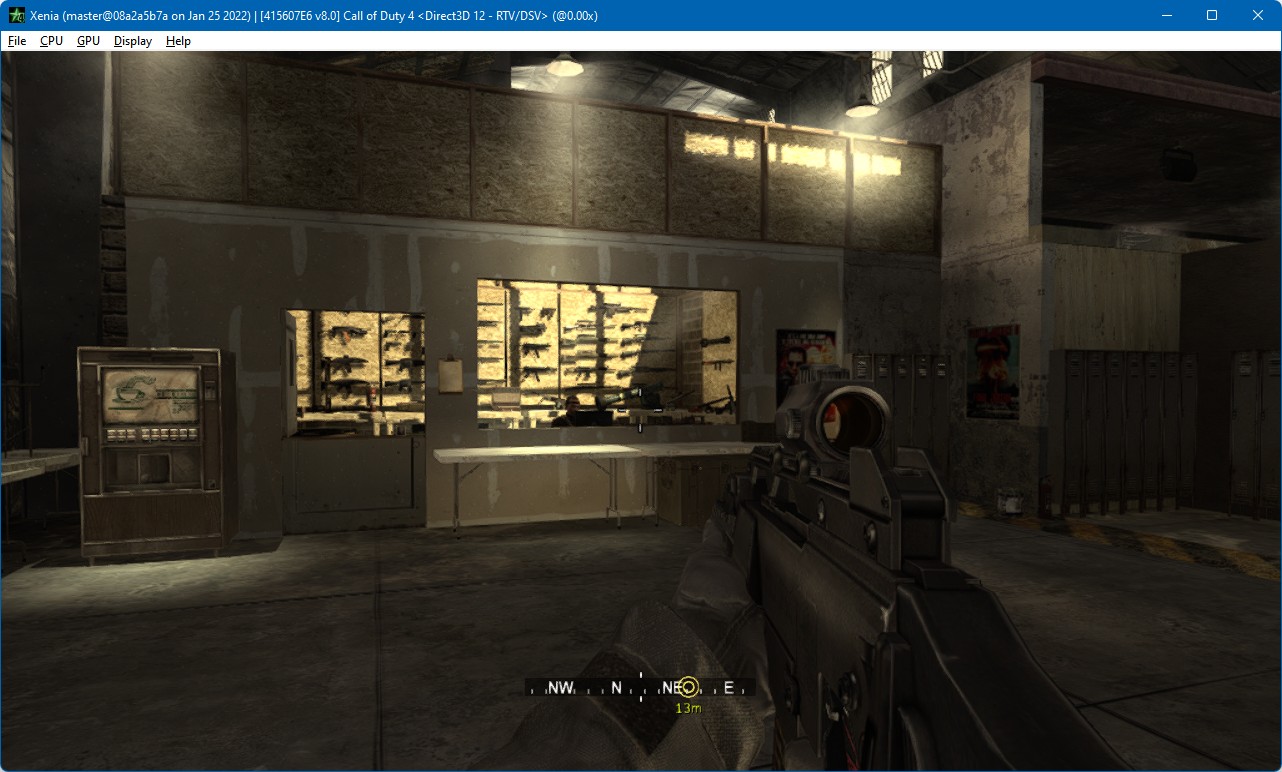 Xenia (master@08a2a5b7a on Jan 25 2022) | [415607E6 v8.0] Call of Duty 4 <Direct3D 12 - RTV/DSV> (@0.00x)
File CPU GPU Display Help
NW N NE E
13m